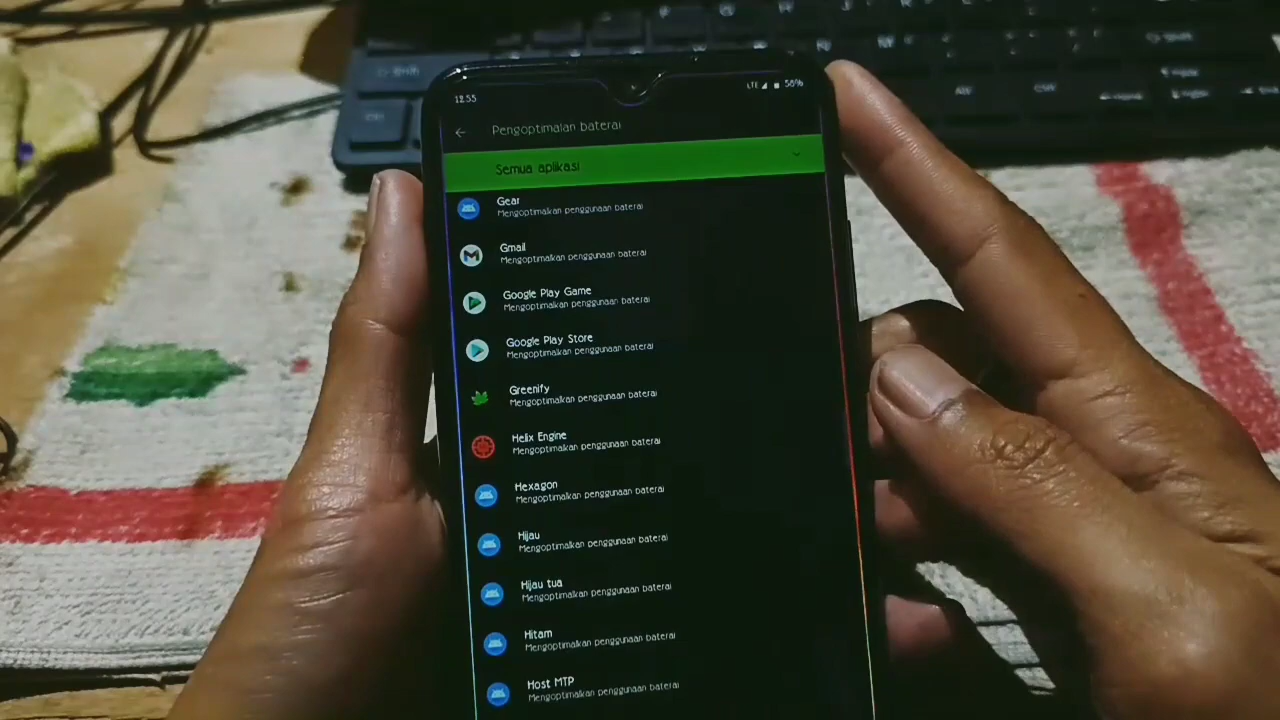 12.55
LTE 58%
Pengoptimalan baterai
Semua aplikasi
Gear
Mengoptimalkan penggunaan baterai
Gmail
Mengoptimalkan penggunaan baterai
Google Play Game
Mengoptimalkan penggunaan baterai
Google Play Store
Mengoptimalkan penggunaan baterai
Greenify
Mengoptimalkan penggunaan baterai
Helix Engine
Mengoptimalkan penggunaan baterai
Hexagon
Mengoptimalkan penggunaan baterai
Hijau
Mengoptimalkan penggunaan baterai
Hijau tua
Mengoptimalkan penggunaan baterai
Hitam
Mengoptimalkan penggunaan baterai
Host MTP
Mengoptimalkan penggunaan baterai